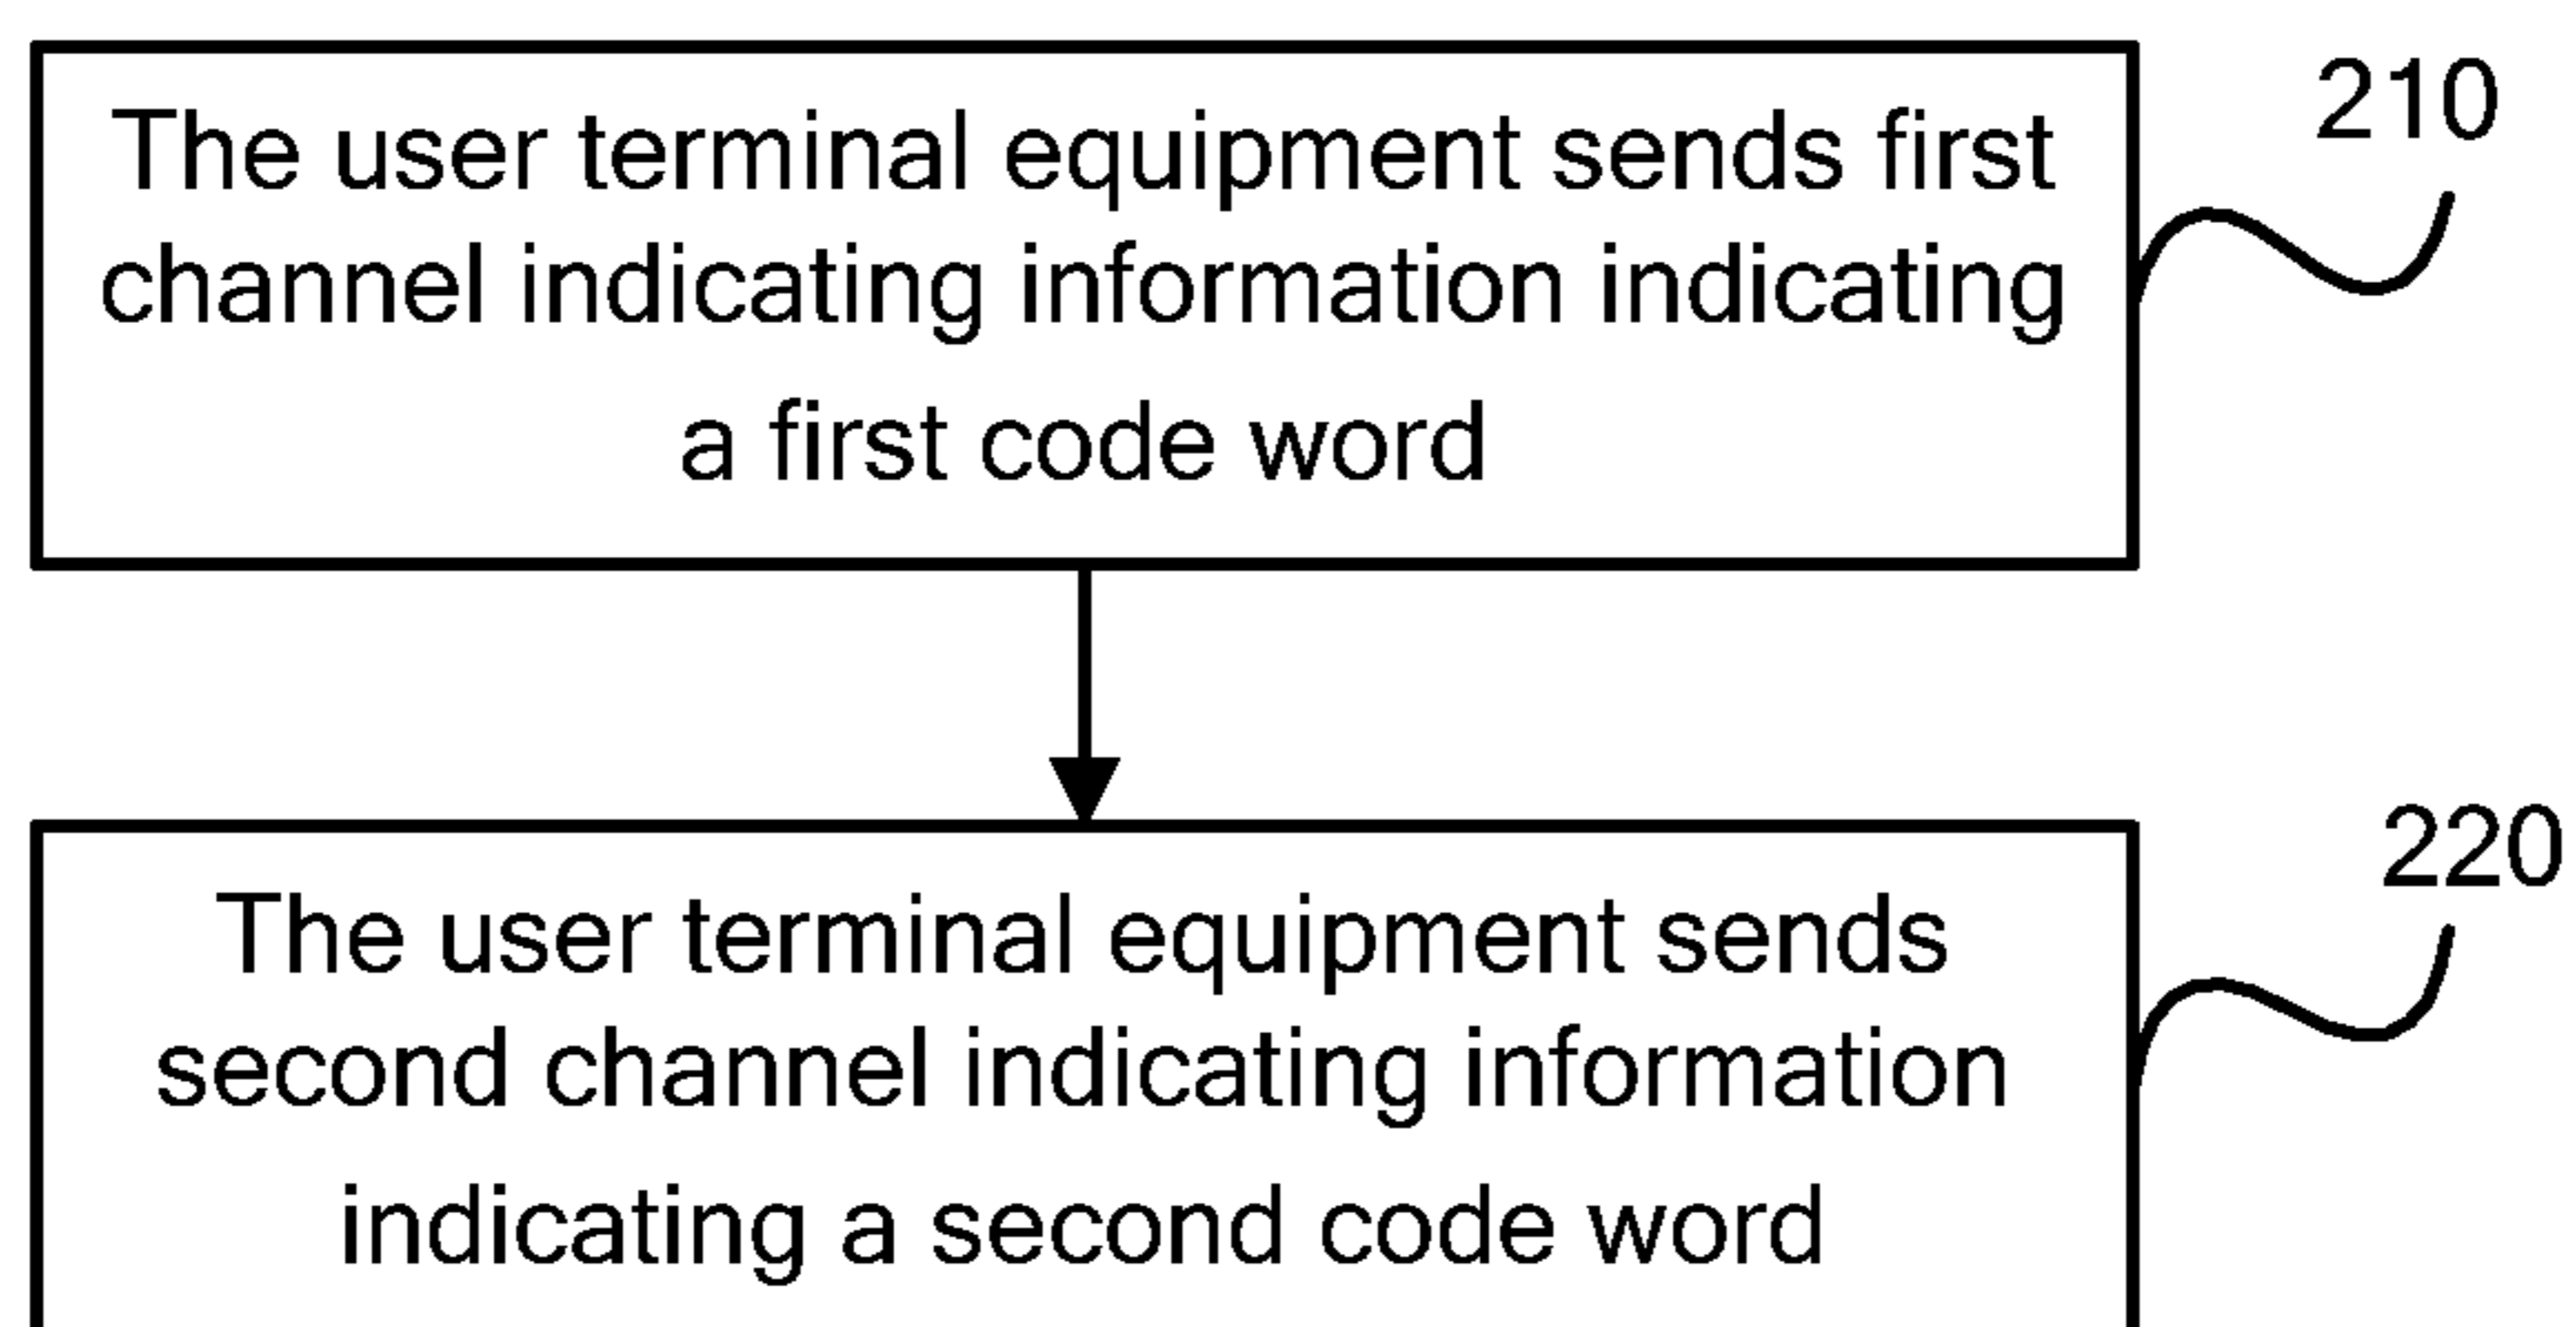 The user terminal equipment sends first
channel indicating information indicating
a first code word
210
The user terminal equipment sends
second channel indicating information
indicating a second code word
220